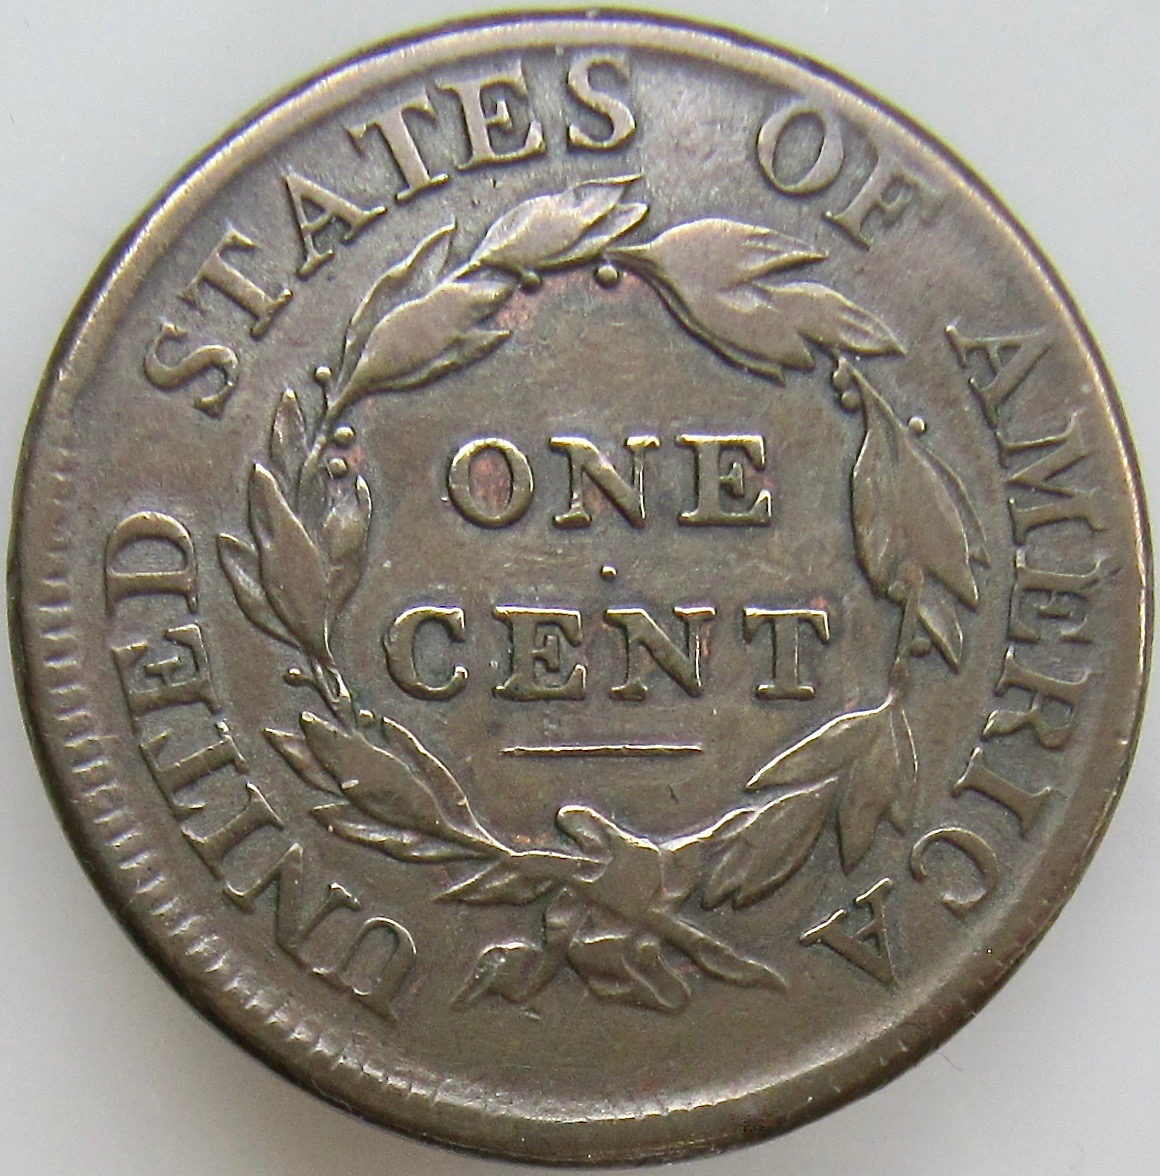 UNITED STATES OF AMERICA
ONE
CENT